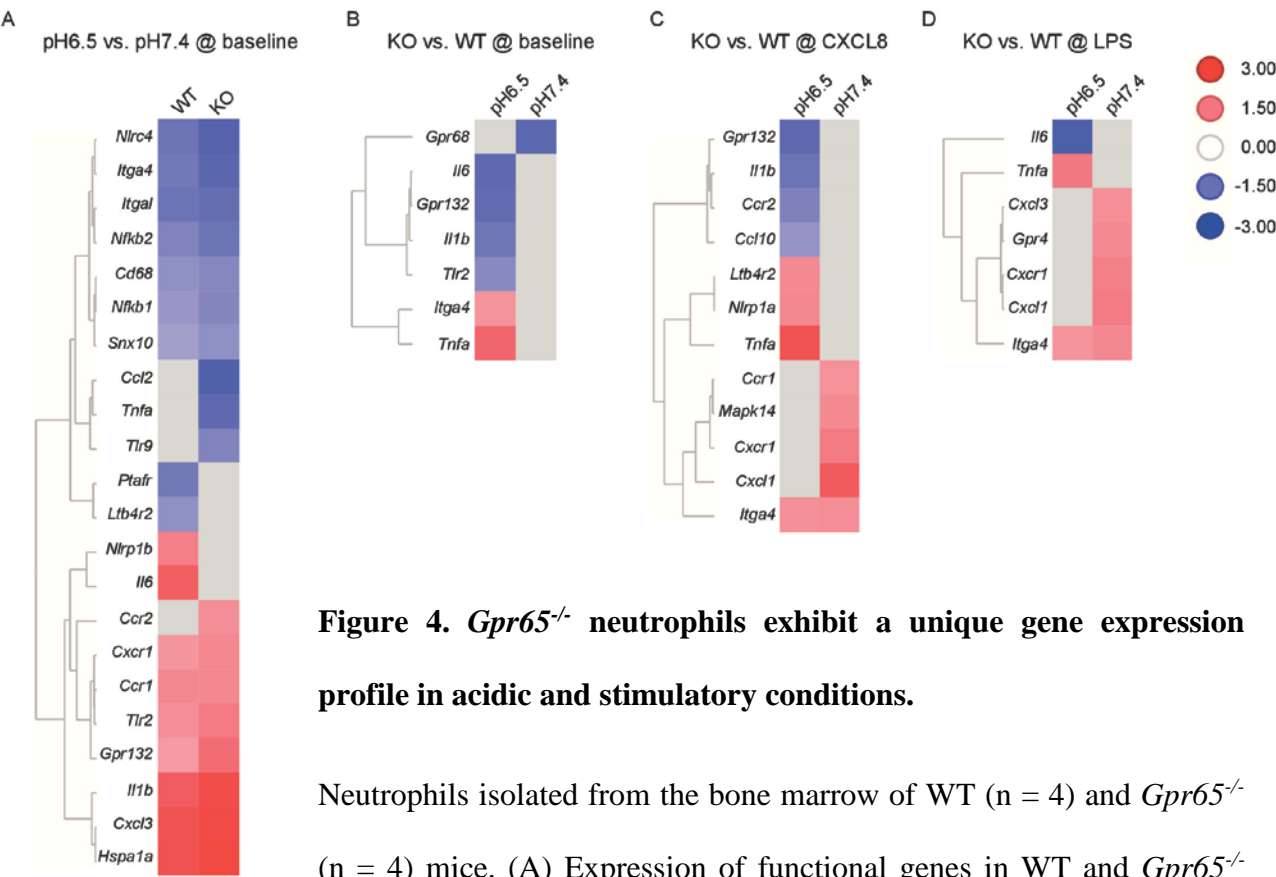 A
pH6.5 vs. pH7.4 @ baseline
WT KO
Nlrc4
Itga4
Itgal
Nfkb2
Cd68
Nfkb1
Snx10
Ccl2
Tnfa
Tlr9
Ptafr
Ltb4r2
Nlrp1b
Il6
Ccr2
Cxcr1
Ccr1
Tlr2
Gpr132
Il1b
Cxcl3
Hspa1a
B
KO vs. WT @ baseline
pH6.5 pH7.4
Gpr68
Il6
Gpr132
Il1b
Tlr2
Itga4
Tnfa
C
KO vs. WT @ CXCL8
pH6.5 pH7.4
Gpr132
Il1b
Ccr2
Ccl10
Ltb4r2
Nlrp1a
Tnfa
Ccr1
Mapk14
Cxcr1
Cxcl1
Itga4
D
KO vs. WT @ LPS
pH6.5 pH7.4
Il6
Tnfa
Cxcl3
Gpr4
Cxcr1
Cxcl1
Itga4
3.00
1.50
0.00
-1.50
-3.00
Figure 4. Gpr65-/- neutrophils exhibit a unique gene expression
profile in acidic and stimulatory conditions.
Neutrophils isolated from the bone marrow of WT (n = 4) and Gpr65-/-
(n = 4) mice. (A) Expression of functional genes in WT and Gpr65-/-